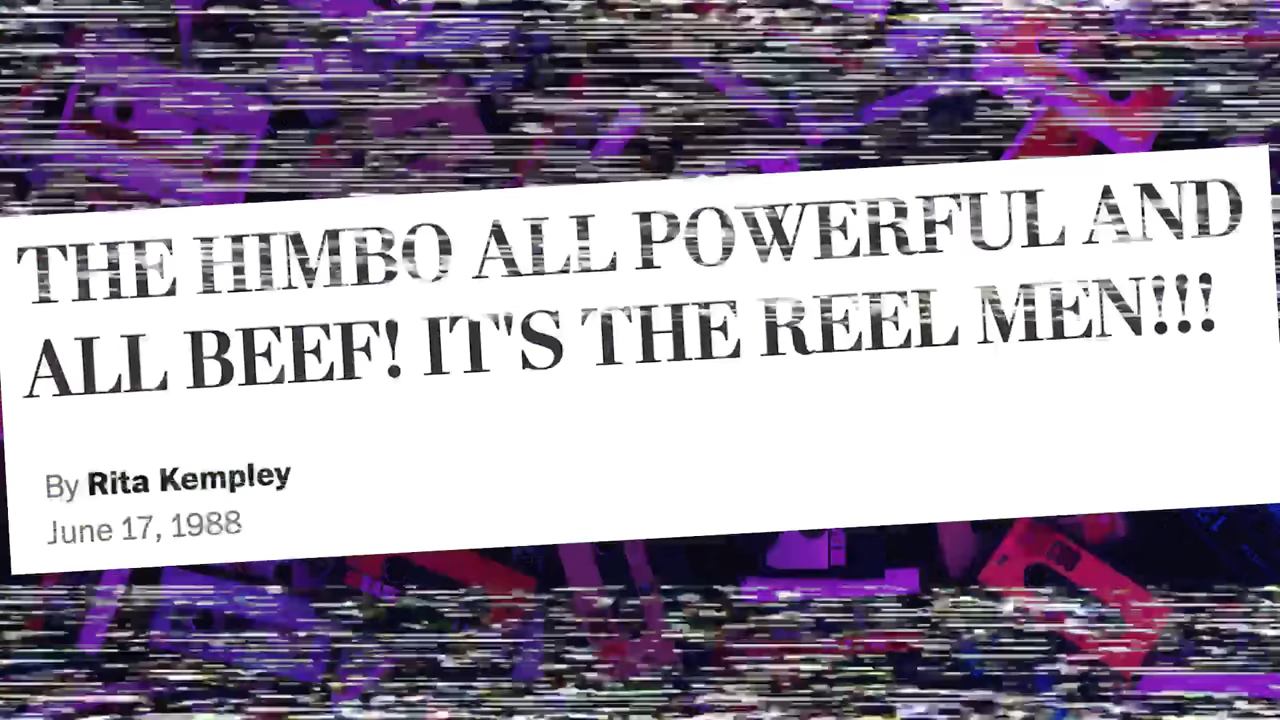 THE HIMBO ALL POWERFUL AND
ALL BEEF! IT'S THE REEL MEN!!!
By Rita Kempley
June 17, 1988